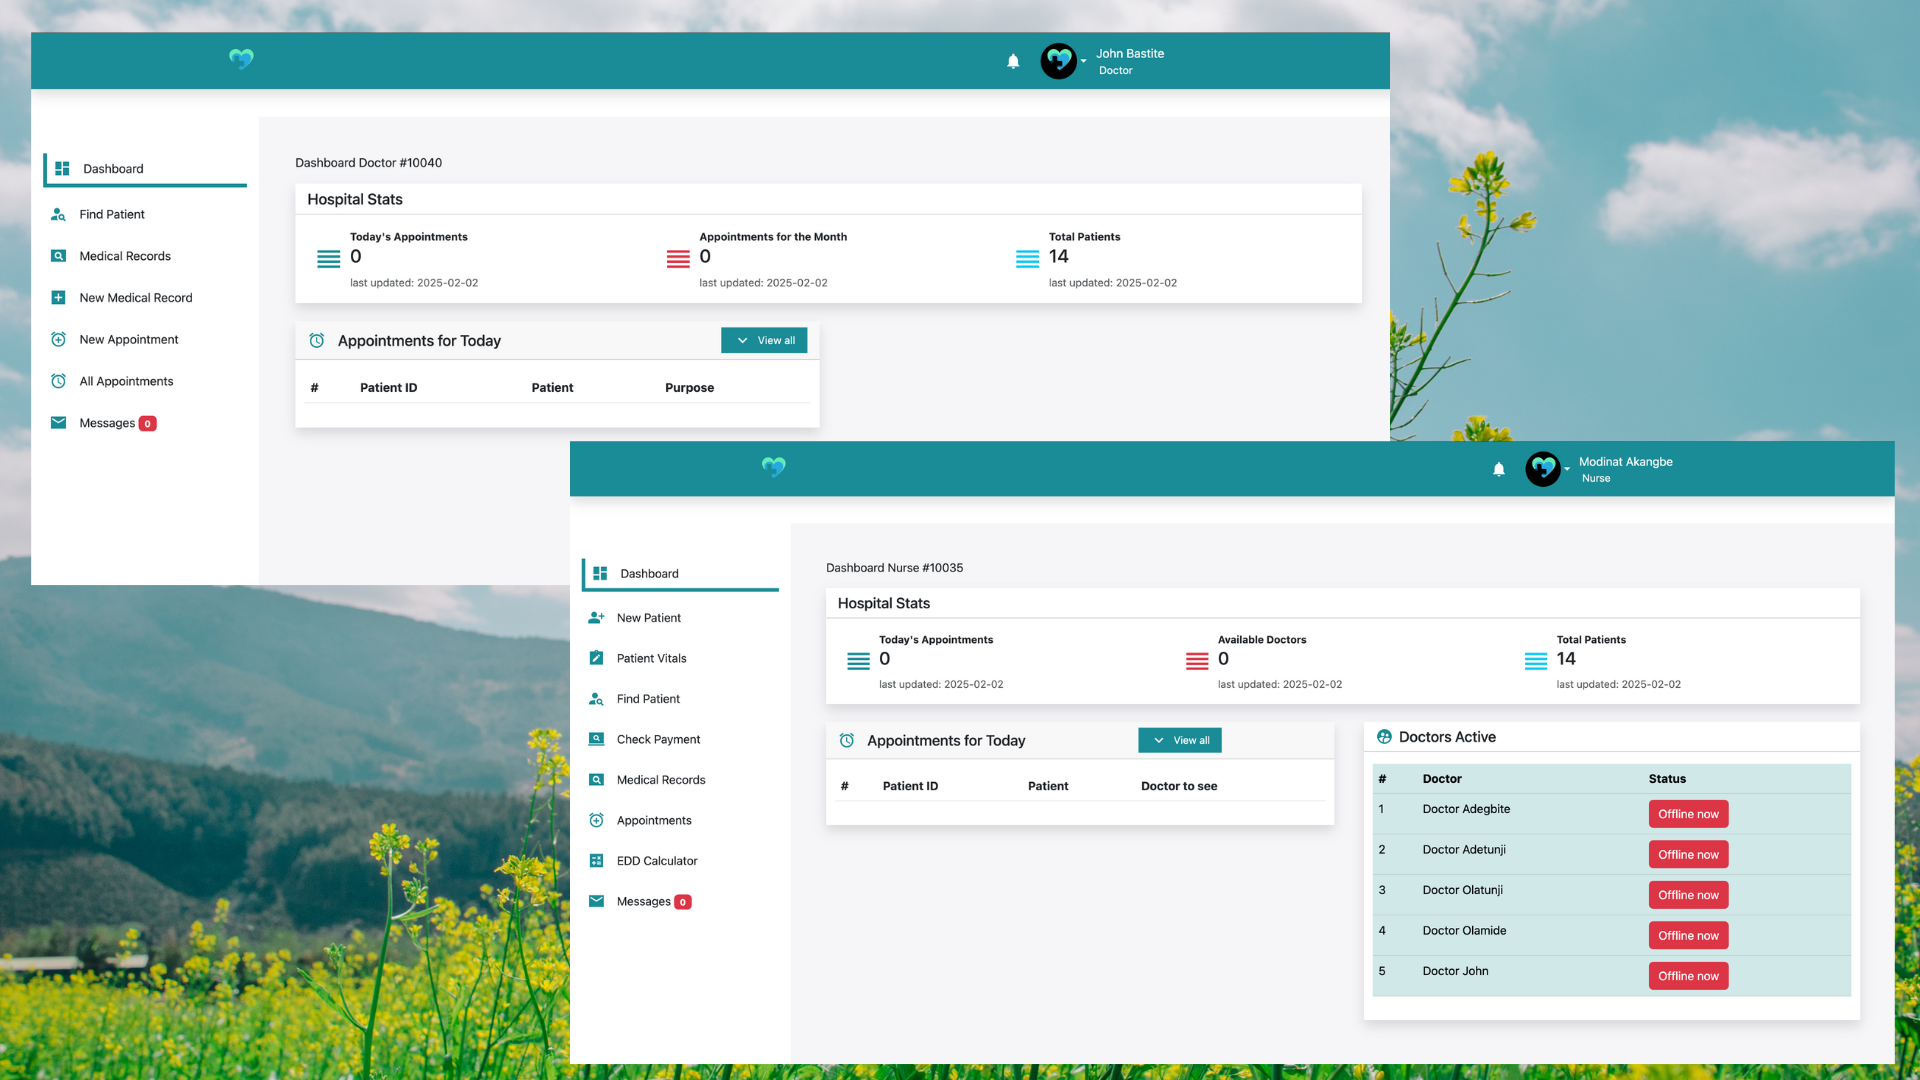 John Bastite
Doctor
Dashboard
Find Patient
Medical Records
New Medical Record
New Appointment
All Appointments
Messages 0
Dashboard Doctor #10040
Hospital Stats
Today's Appointments
0
last updated: 2025-02-02
Appointments for the Month
0
last updated: 2025-02-02
Total Patients
14
last updated: 2025-02-02
Appointments for Today
View all
# Patient ID Patient Purpose
Modinat Akangbe
Nurse
Dashboard
New Patient
Patient Vitals
Find Patient
Check Payment
Medical Records
Appointments
EDD Calculator
Messages 0
Dashboard Nurse #10035
Hospital Stats
Today's Appointments
0
last updated: 2025-02-02
Available Doctors
0
last updated: 2025-02-02
Total Patients
14
last updated: 2025-02-02
Appointments for Today
View all
# Patient ID Patient Doctor to see
Doctors Active
# Doctor Status
1 Doctor Adegbite Offline now
2 Doctor Adetunji Offline now
3 Doctor Olatunji Offline now
4 Doctor Olamide Offline now
5 Doctor John Offline now